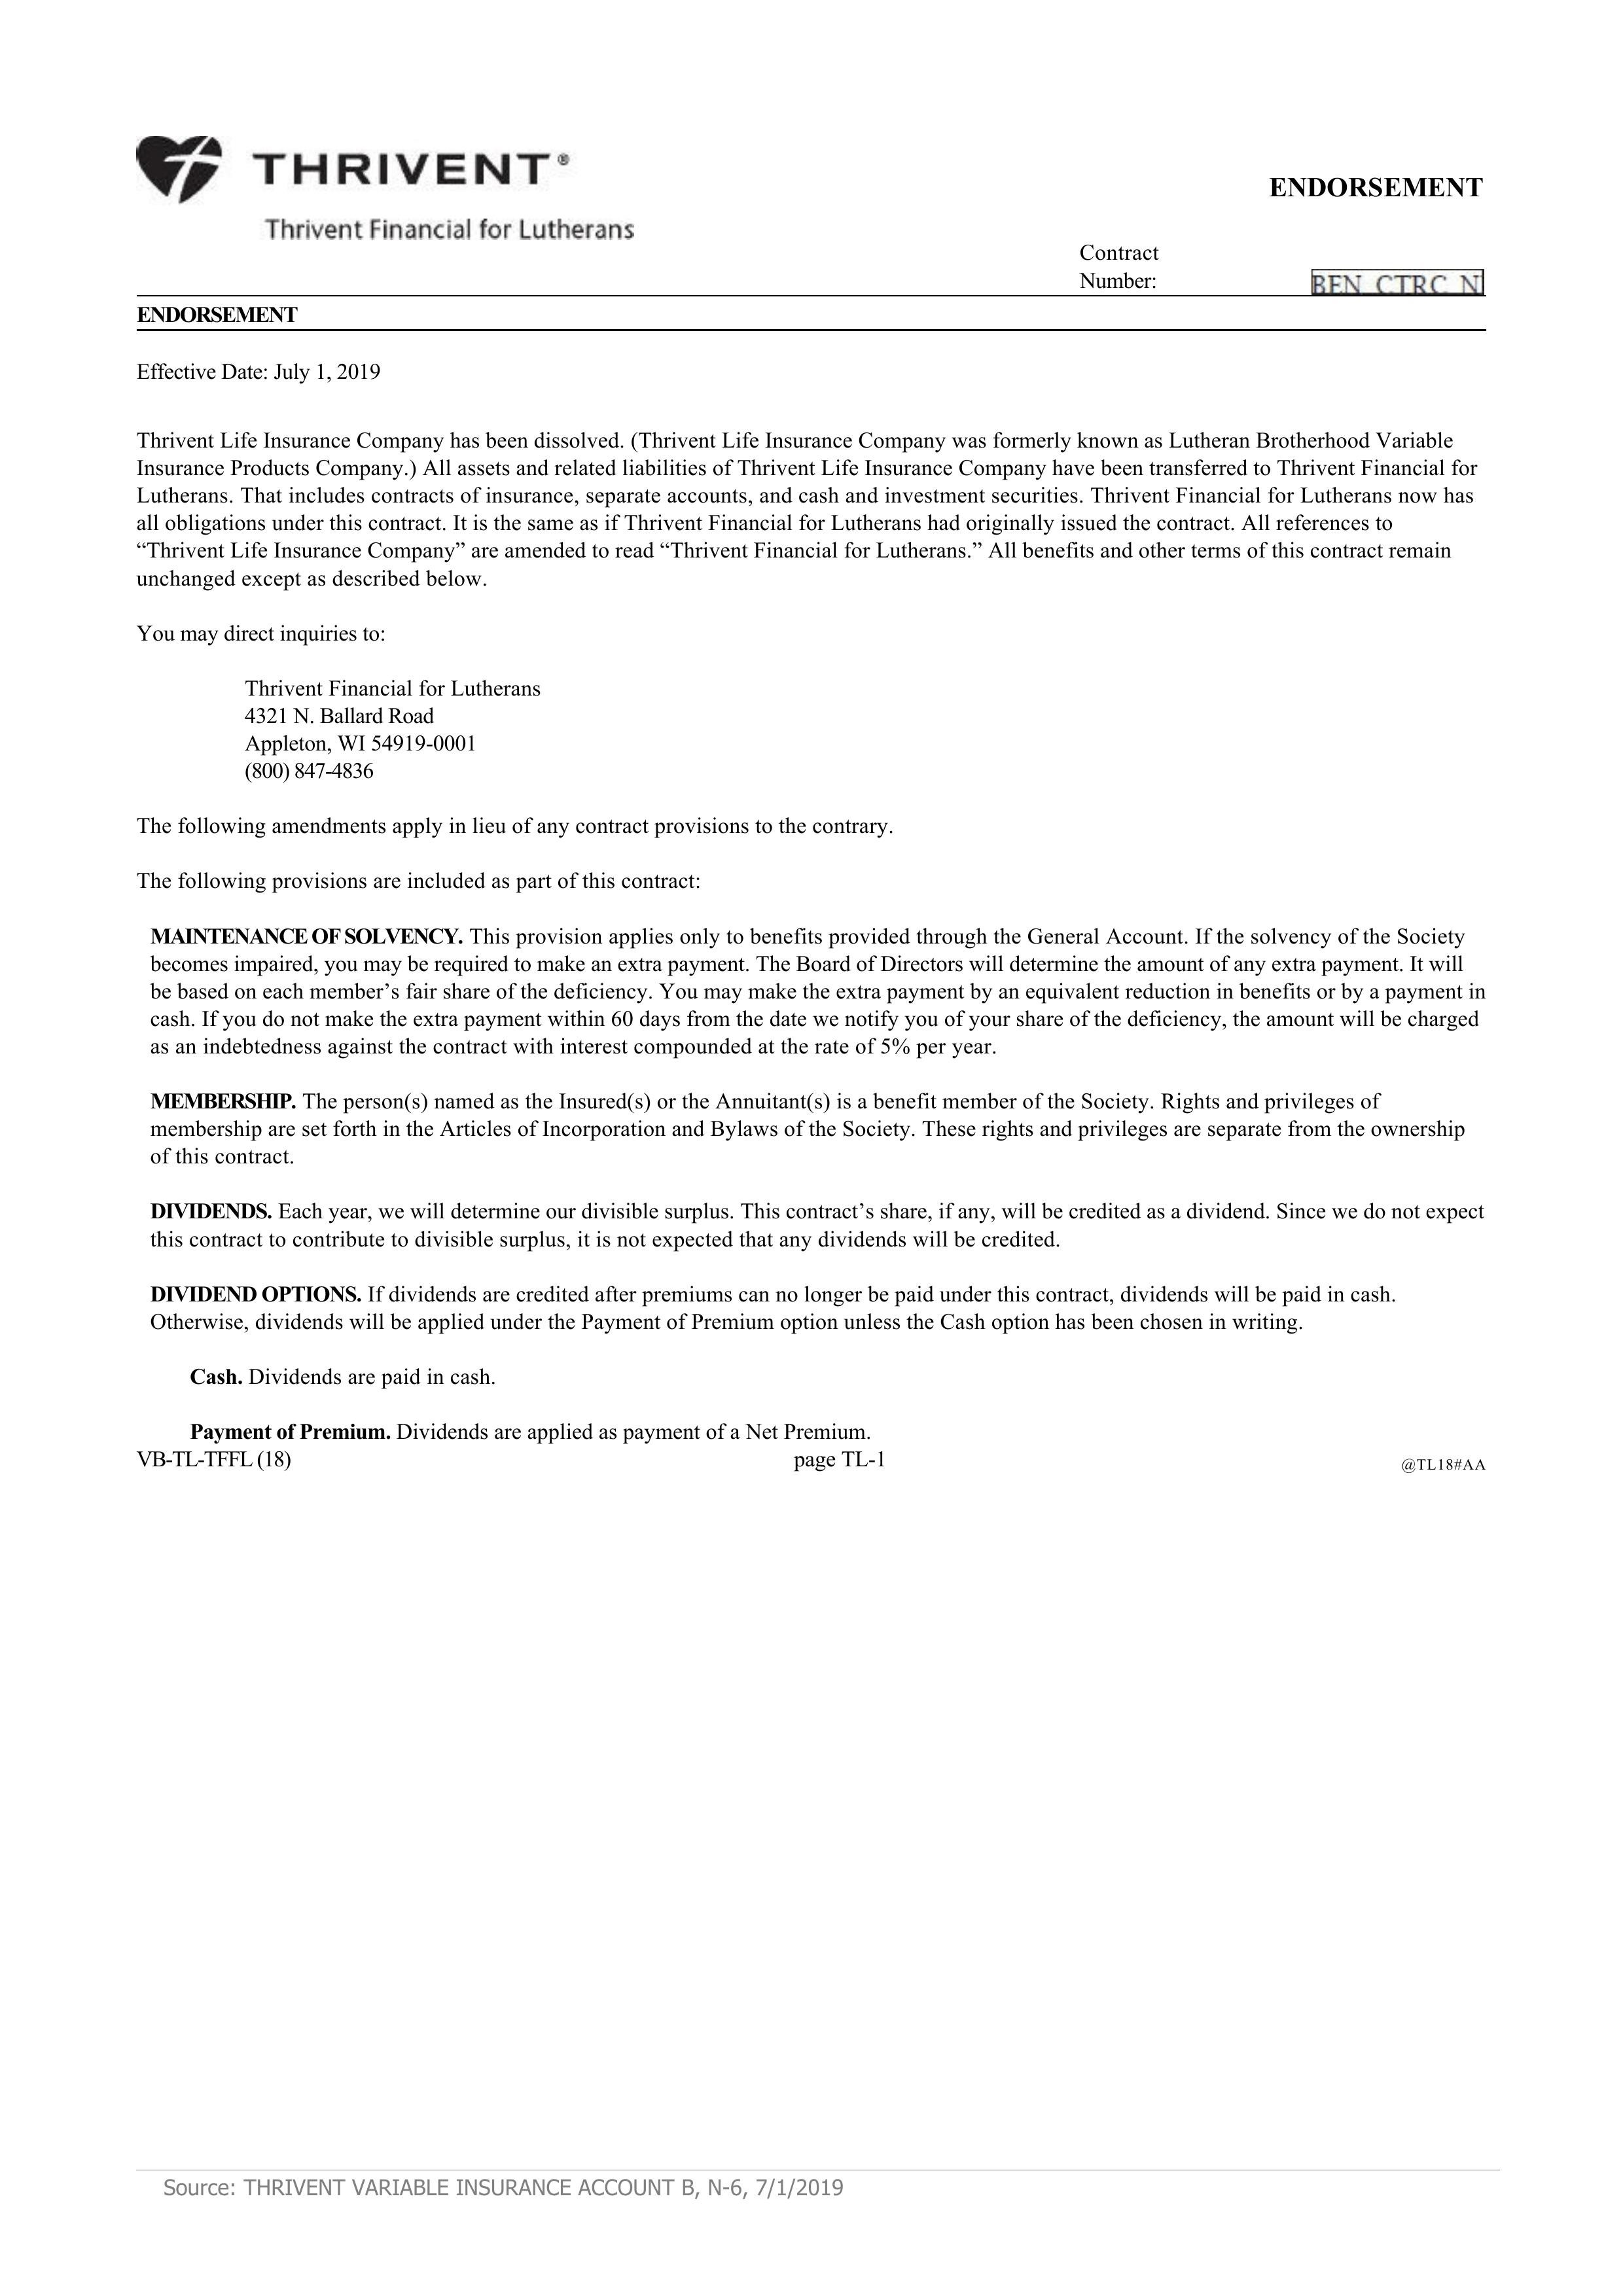 THRIVENT®
Thrivent Financial for Lutherans
ENDORSEMENT
Contract
Number:
BEN_CTRC_N
ENDORSEMENT
Effective Date: July 1, 2019
Thrivent Life Insurance Company has been dissolved. (Thrivent Life Insurance Company was formerly known as Lutheran Brotherhood Variable
Insurance Products Company.) All assets and related liabilities of Thrivent Life Insurance Company have been transferred to Thrivent Financial for
Lutherans. That includes contracts of insurance, separate accounts, and cash and investment securities. Thrivent Financial for Lutherans now has
all obligations under this contract. It is the same as if Thrivent Financial for Lutherans had originally issued the contract. All references to
“Thrivent Life Insurance Company” are amended to read “Thrivent Financial for Lutherans.” All benefits and other terms of this contract remain
unchanged except as described below.
You may direct inquiries to:
Thrivent Financial for Lutherans
4321 N. Ballard Road
Appleton, WI 54919-0001
(800) 847-4836
The following amendments apply in lieu of any contract provisions to the contrary.
The following provisions are included as part of this contract:
MAINTENANCE OF SOLVENCY. This provision applies only to benefits provided through the General Account. If the solvency of the Society
becomes impaired, you may be required to make an extra payment. The Board of Directors will determine the amount of any extra payment. It will
be based on each member’s fair share of the deficiency. You may make the extra payment by an equivalent reduction in benefits or by a payment in
cash. If you do not make the extra payment within 60 days from the date we notify you of your share of the deficiency, the amount will be charged
as an indebtedness against the contract with interest compounded at the rate of 5% per year.
MEMBERSHIP. The person(s) named as the Insured(s) or the Annuitant(s) is a benefit member of the Society. Rights and privileges of
membership are set forth in the Articles of Incorporation and Bylaws of the Society. These rights and privileges are separate from the ownership
of this contract.
DIVIDENDS. Each year, we will determine our divisible surplus. This contract’s share, if any, will be credited as a dividend. Since we do not expect
this contract to contribute to divisible surplus, it is not expected that any dividends will be credited.
DIVIDEND OPTIONS. If dividends are credited after premiums can no longer be paid under this contract, dividends will be paid in cash.
Otherwise, dividends will be applied under the Payment of Premium option unless the Cash option has been chosen in writing.
Cash. Dividends are paid in cash.
Payment of Premium. Dividends are applied as payment of a Net Premium.
VB-TL-TFFL (18) page TL-1 @TL18#AA
Source: THRIVENT VARIABLE INSURANCE ACCOUNT B, N-6, 7/1/2019